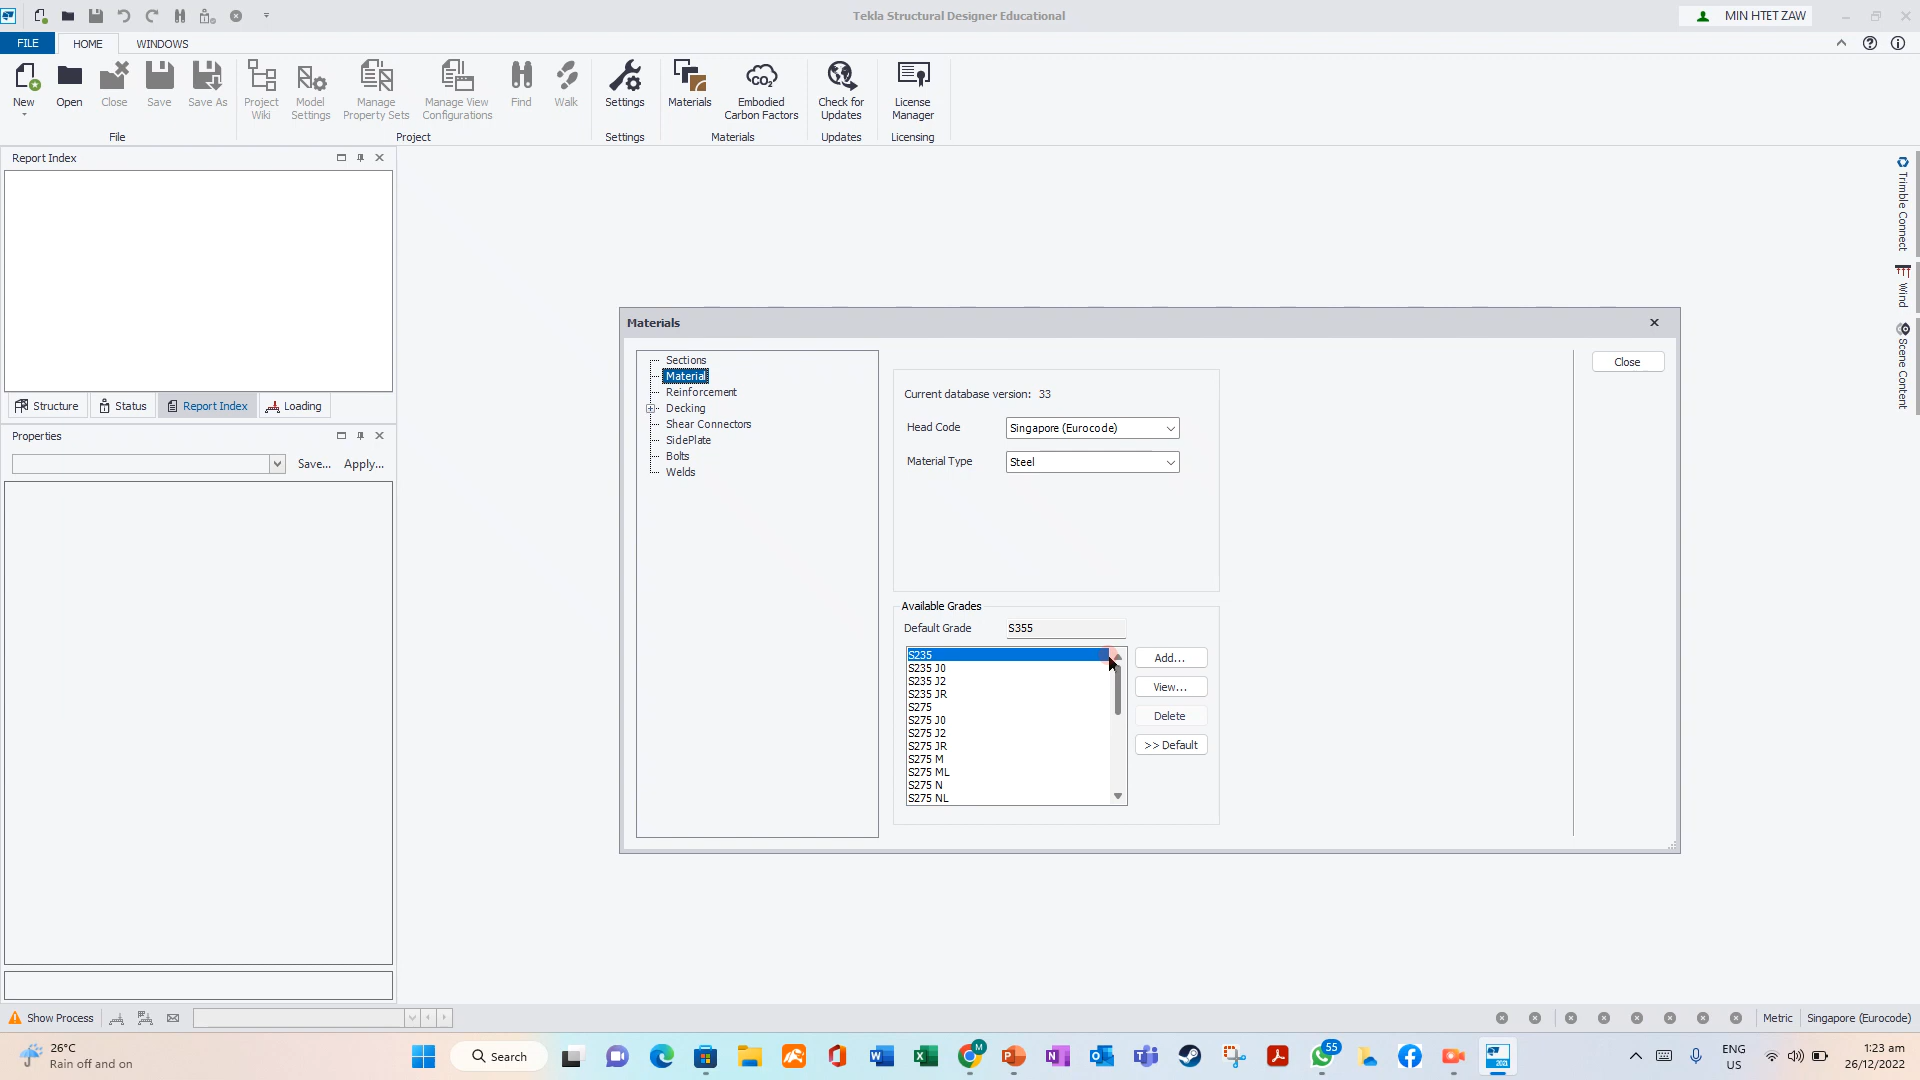 Tekla Structural Designer Educational
MIN HTET ZAW
FILE
HOME
WINDOWS
New
Open
Close
Save
Save As
Project Wiki
Model Settings
Manage Property Sets
Manage View Configurations
Find
Walk
Settings
Materials
CO₂
Embodied Carbon Factors
Check for Updates
License Manager
File
Project
Settings
Materials
Updates
Licensing
Report Index
Structure
Status
Report Index
Loading
Properties
Save...
Apply...
Trimble Connect
Wind
Scene Content
Materials
Sections
Material
Reinforcement
Decking
Shear Connectors
SidePlate
Bolts
Welds
Current database version: 33
Head Code
Singapore (Eurocode)
Material Type
Steel
Close
Available Grades
Default Grade
S355
S235
S235 J0
S235 J2
S235 JR
S275
S275 J0
S275 J2
S275 JR
S275 M
S275 ML
S275 N
S275 NL
Add...
View...
Delete
>> Default
Show Process
Metric
Singapore (Eurocode)
26°C
Rain off and on
Search
M
55
ENG
US
1:23 am
26/12/2022